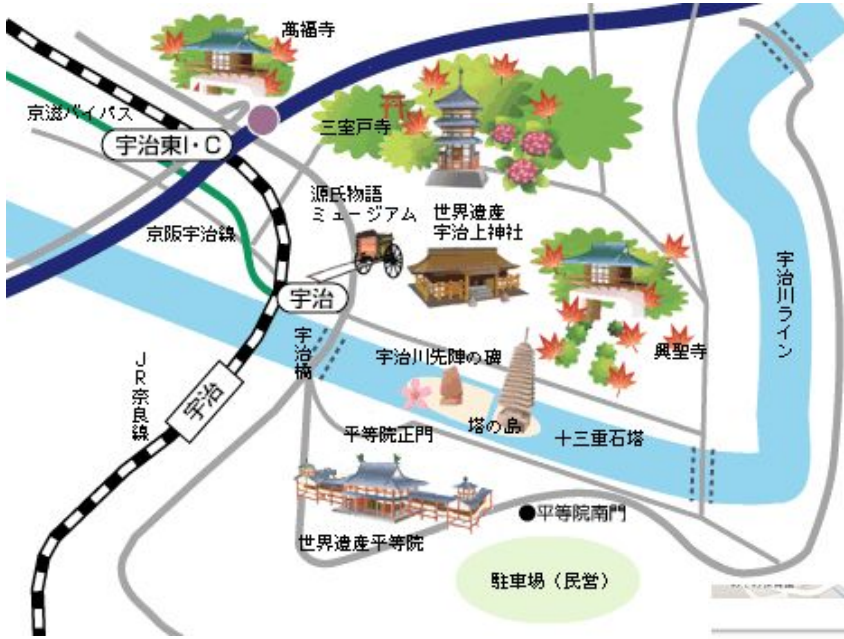 萬福寺
京滋バイパス
宇治東I・C
三室戸寺
源氏物語
ミュージアム
世界遺産
宇治上神社
京阪宇治線
宇治
宇治川ライン
宇治橋
宇治川先陣の碑
興聖寺
JR奈良線
宇治
平等院正門
塔の島
十三重石塔
世界遺産平等院
●平等院南門
駐車場（民営）